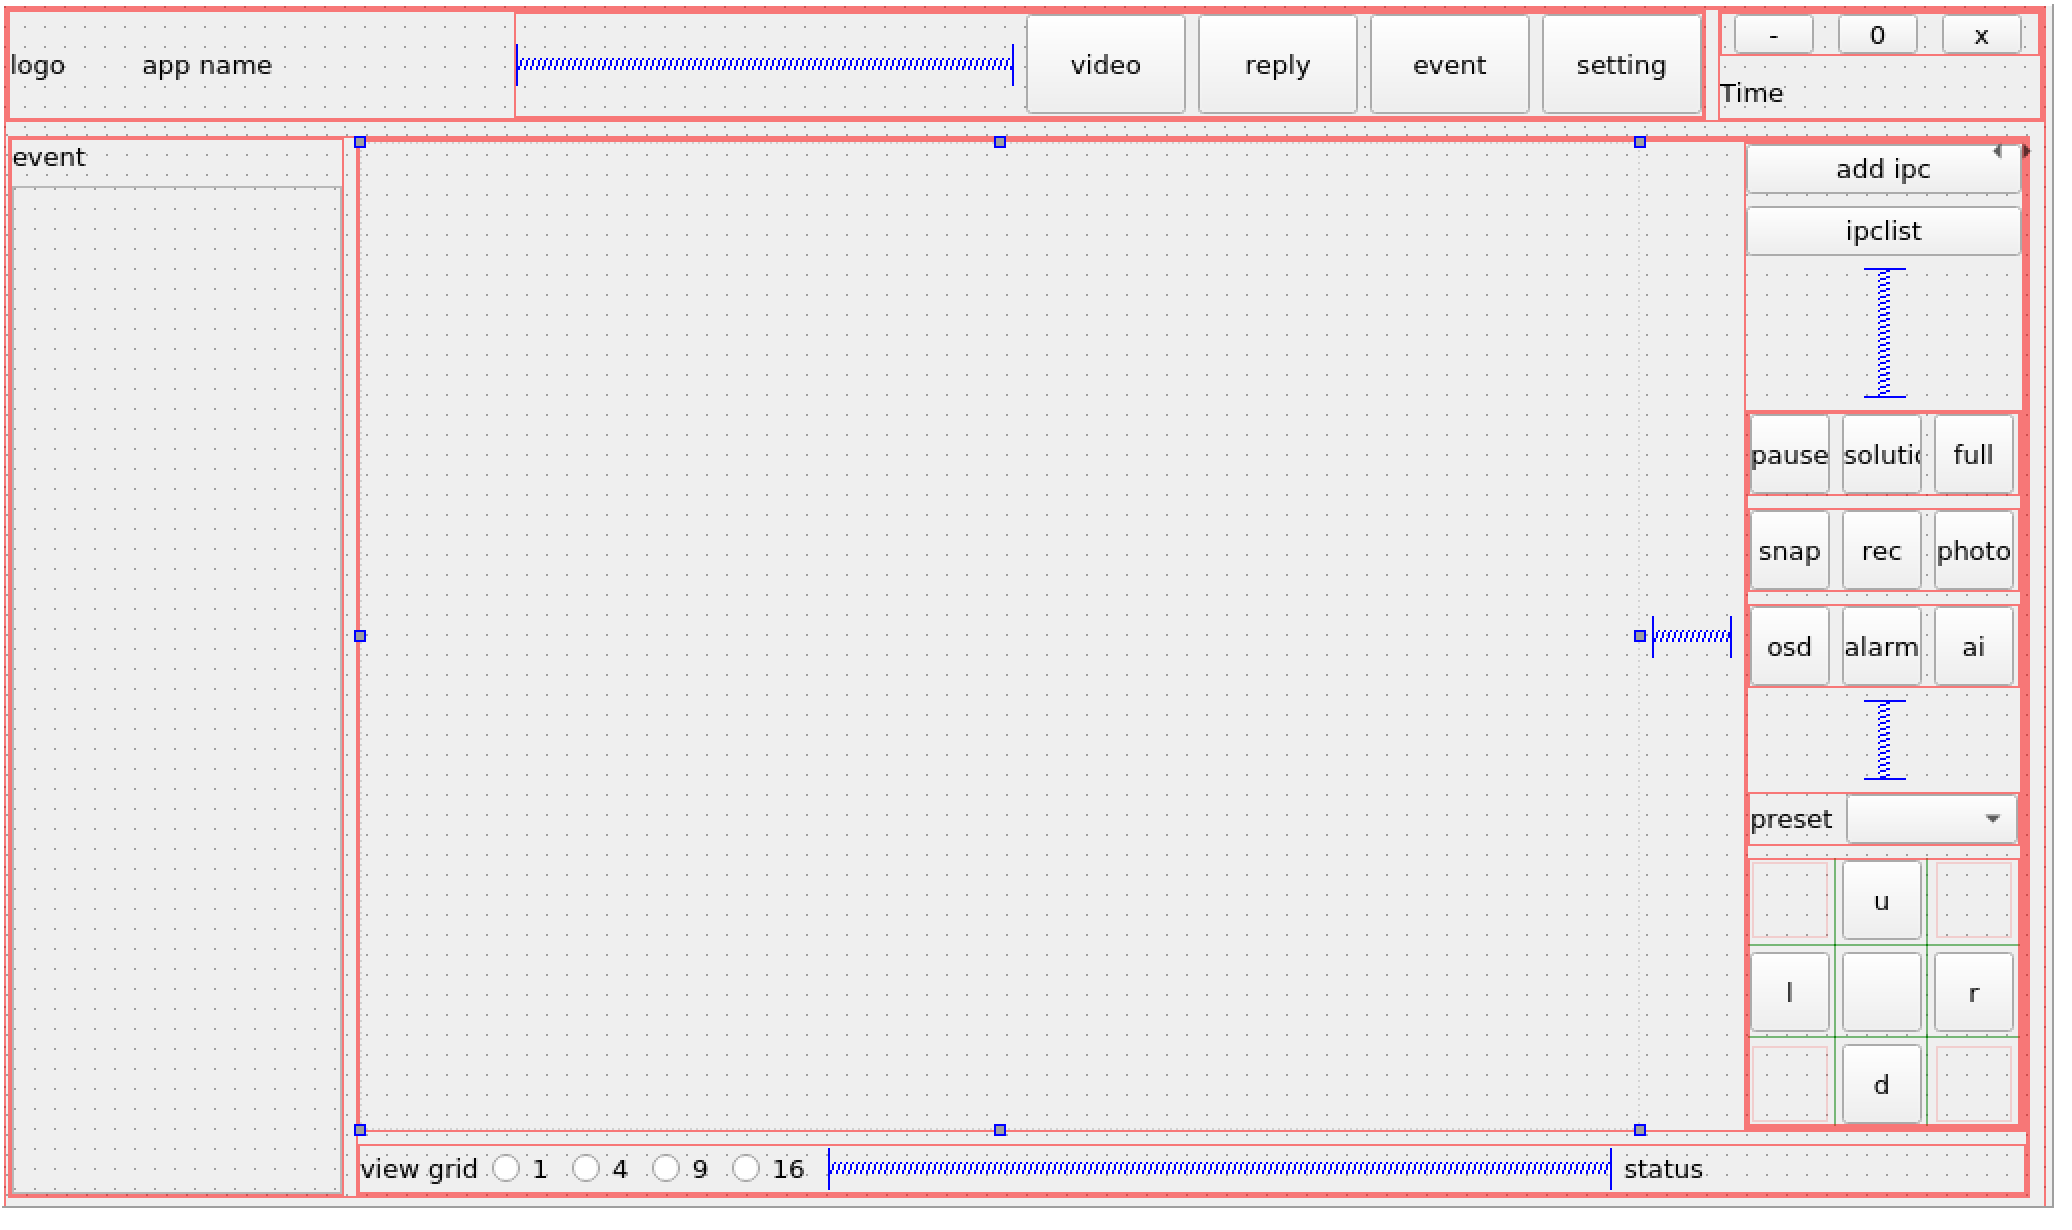 logo app name video reply event setting - 0 x
Time
event
add ipc
ipclist
pause solutic full
snap rec photo
osd alarm ai
preset
u
l r
d
view grid 1 4 9 16 status